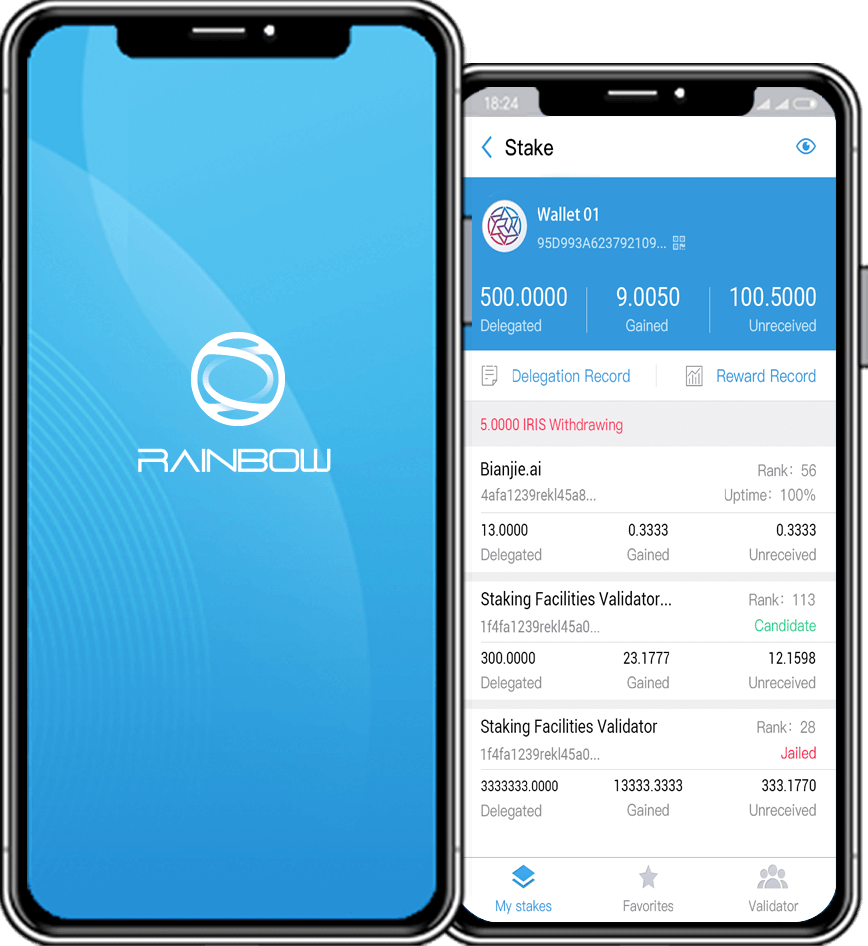 RAINBOW
18:24
Stake
Wallet 01
95D993A623792109...
500.0000 9.0050 100.5000
Delegated Gained Unreceived
Delegation Record Reward Record
5.0000 IRIS Withdrawing
Bianjie.ai Rank: 56
4afa1239rekl45a8... Uptime: 100%
13.0000 0.3333 0.3333
Delegated Gained Unreceived
Staking Facilities Validator... Rank: 113
1f4fa1239rekl45a0... Candidate
300.0000 23.1777 12.1598
Delegated Gained Unreceived
Staking Facilities Validator Rank: 28
1f4fa1239rekl45a0... Jailed
3333333.0000 13333.3333 333.1770
Delegated Gained Unreceived
My stakes Favorites Validator